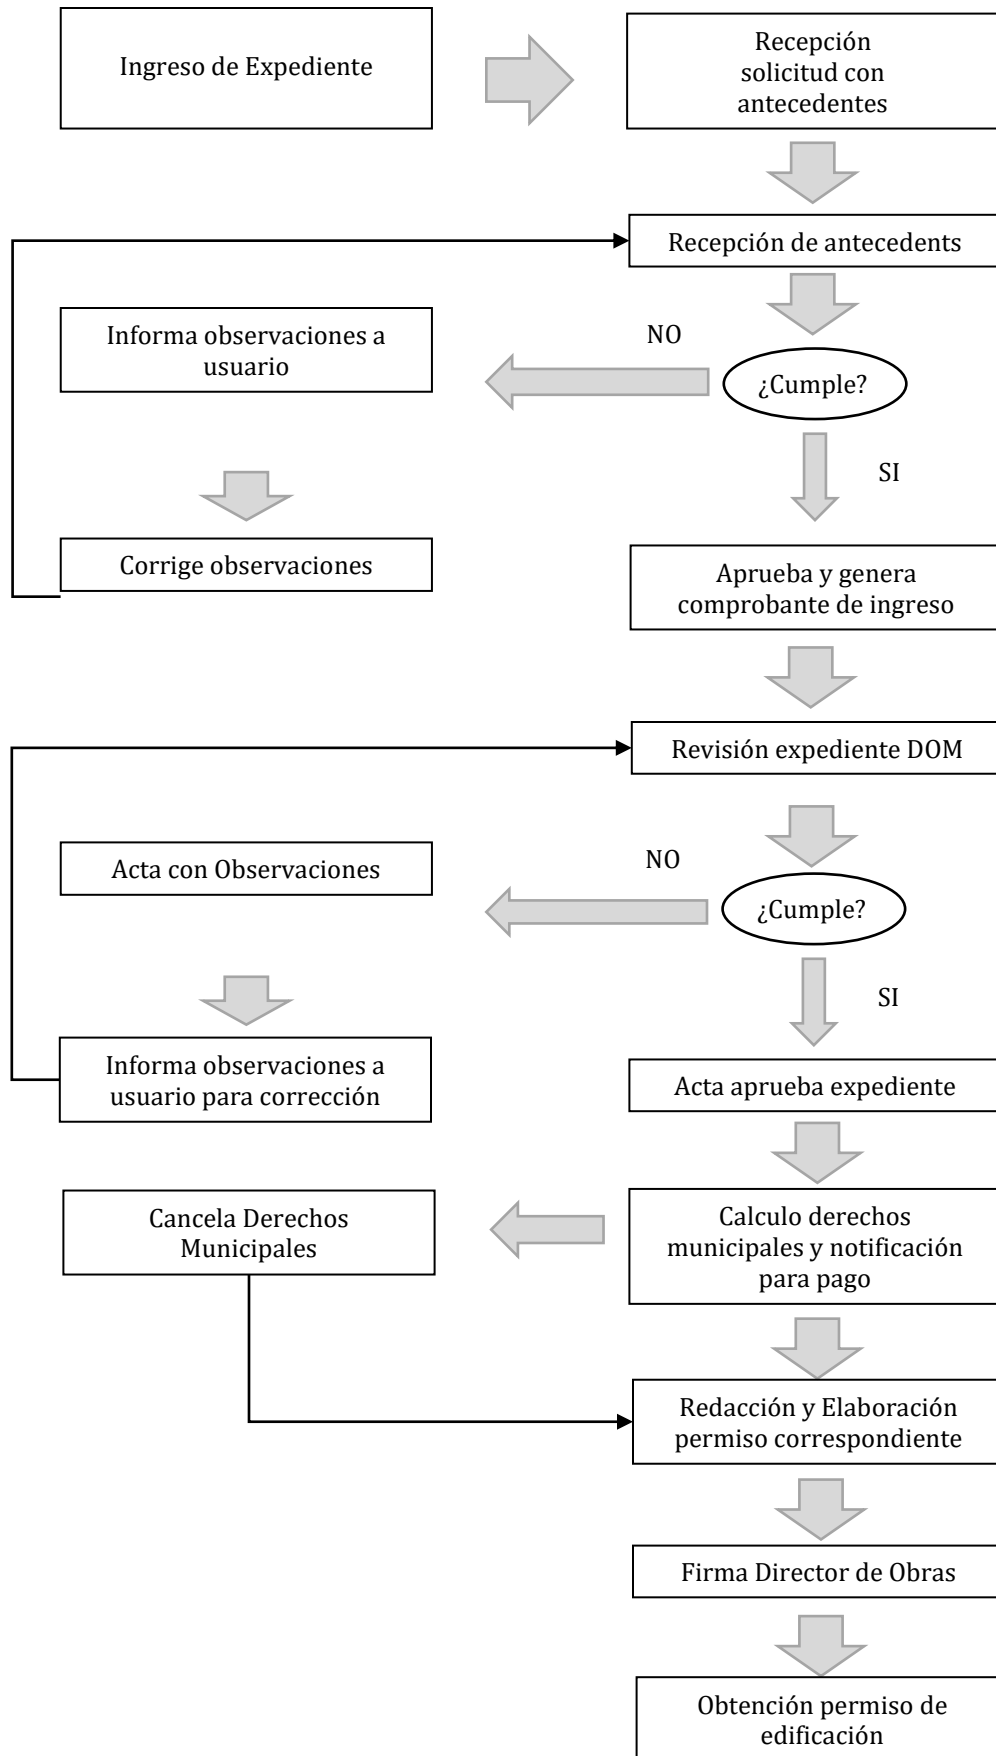 Ingreso de Expediente
Recepción
solicitud con
antecedentes
Recepción de antecedents
Informa observaciones a
usuario
NO
¿Cumple?
SI
Corrige observaciones
Aprueba y genera
comprobante de ingreso
Revisión expediente DOM
Acta con Observaciones
NO
¿Cumple?
SI
Informa observaciones a
usuario para corrección
Acta aprueba expediente
Cancela Derechos
Municipales
Calculo derechos
municipales y notificación
para pago
Redacción y Elaboración
permiso correspondiente
Firma Director de Obras
Obtención permiso de
edificación